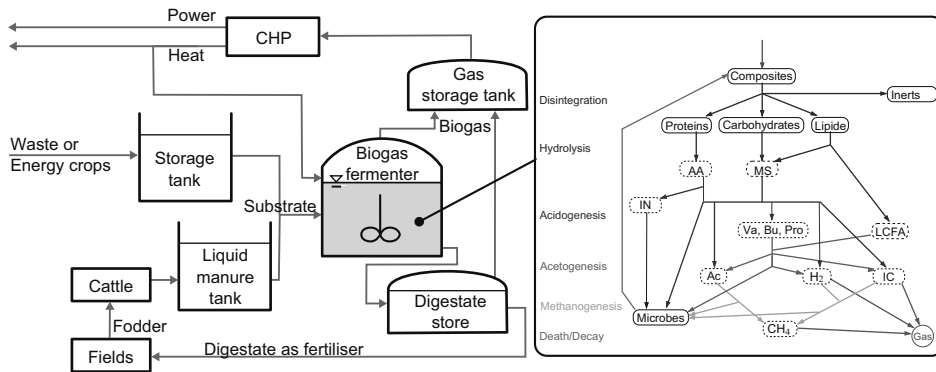 Power
CHP
Heat
Gas
storage tank
Biogas
Waste or
Energy crops
Storage
tank
Biogas
fermenter
Substrate
Liquid
manure
tank
Cattle
Fodder
Fields
Digestate
store
Digestate as fertiliser
Disintegration
Hydrolysis
Acidogenesis
Acetogenesis
Methanogenesis
Death/Decay
Composites
Inerts
Proteins
Carbohydrates
Lipide
AA
MS
IN
Va, Bu, Pro
LCFA
Ac
H2
IC
Microbes
CH4
Gas